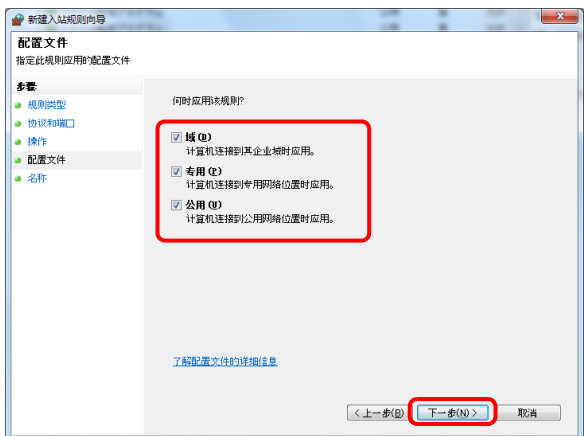 新建入站规则向导
配置文件
指定此规则应用的配置文件
步骤:
规则类型
协议和端口
操作
配置文件
名称
何时应用该规则?
域(D)
计算机连接到其企业域时应用。
专用(P)
计算机连接到专用网络位置时应用。
公用(U)
计算机连接到公用网络位置时应用。
了解配置文件的详细信息
< 上一步(B)
下一步(N) >
取消